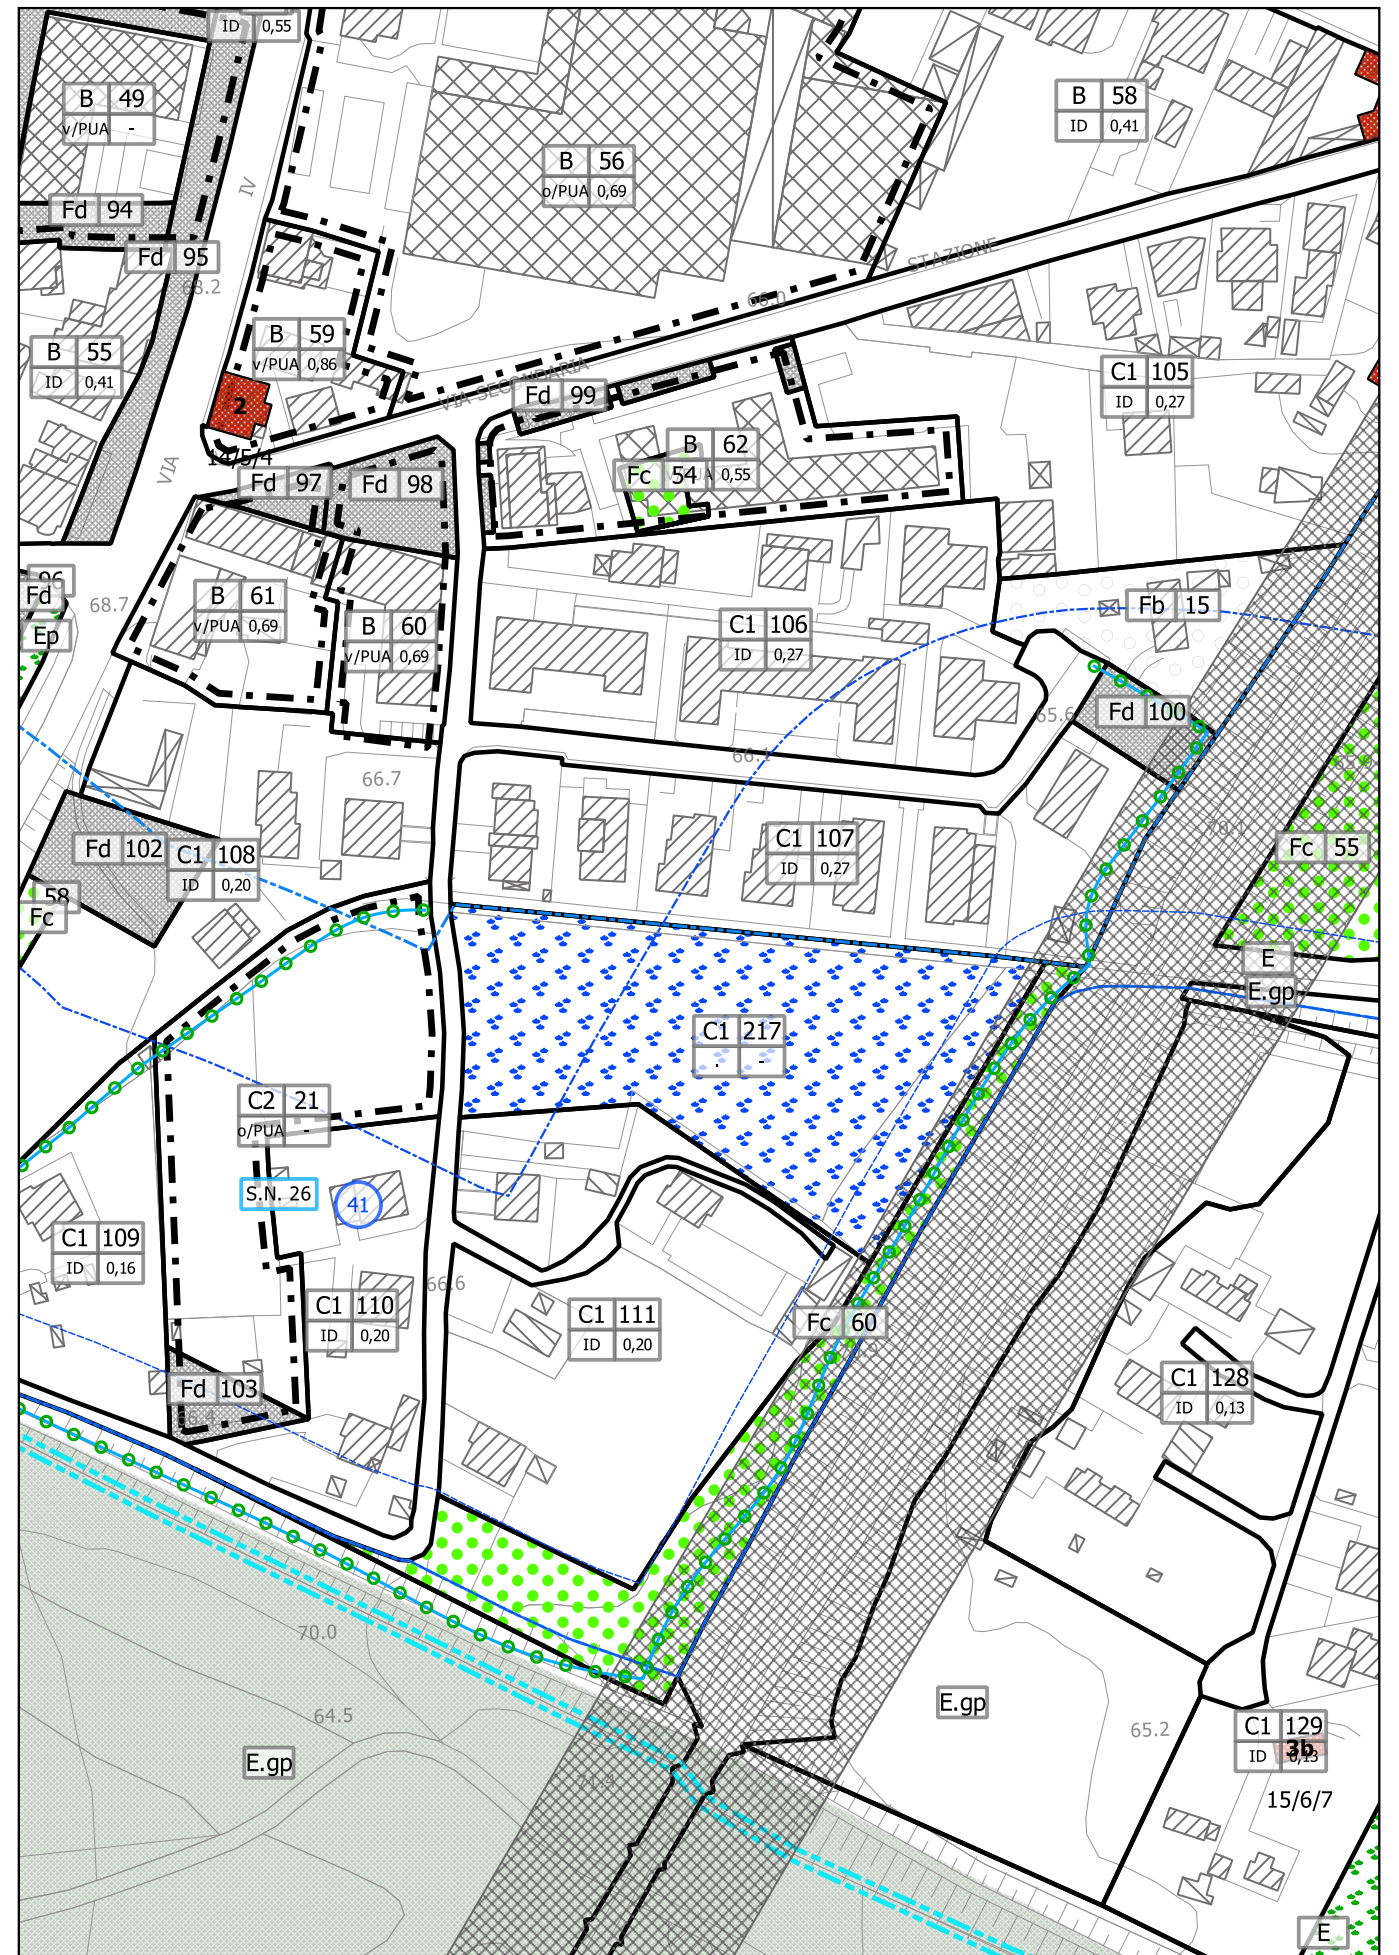 ID 0,55
B 49
v/PUA -
B 58
ID 0,41
B 56
o/PUA 0,69
IV
Fd 94
Fd 95
68.2
STAZIONE
66.0
B 59
v/PUA 0,86
B 55
ID 0,41
VIA SECONDARIA
C1 105
ID 0,27
Fd 99
2
14/5/4
VIA
B 62
0,55
Fc 54
Fd 97
Fd 98
96
Fd
Ep
68.7
B 61
v/PUA 0,69
B 60
v/PUA 0,69
C1 106
ID 0,27
Fb 15
65.6
Fd 100
66.1
66.7
70.1
Fd 102
C1 108
ID 0,20
C1 107
ID 0,27
Fc 55
58
Fc
E
E.gp
C1 217
. -
C2 21
o/PUA -
S.N. 26
41
C1 109
ID 0,16
66.6
C1 110
ID 0,20
C1 111
ID 0,20
Fc 60
Fd 103
C1 128
ID 0,13
70.0
64.5
E.gp
E.gp
65.2
C1 129
ID 0,13
3b
71.4
15/6/7
E